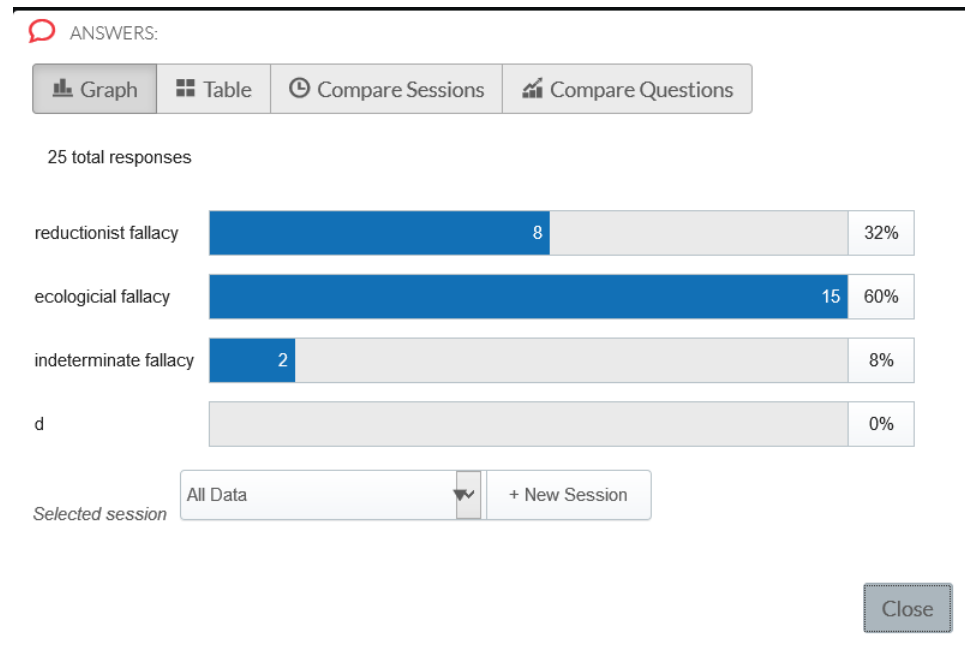 ANSWERS:
Graph Table Compare Sessions Compare Questions
25 total responses
reductionist fallacy 8 32%
ecologicial fallacy 15 60%
indeterminate fallacy 2 8%
d 0%
Selected session All Data + New Session
Close